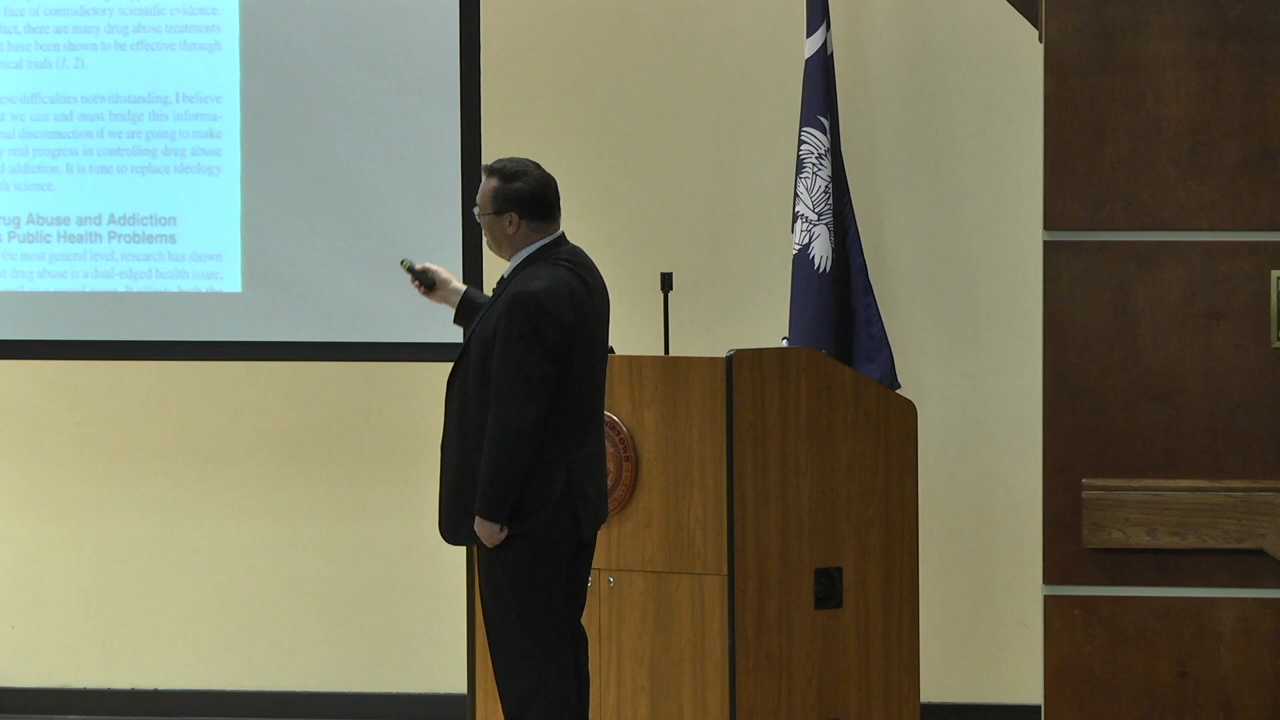 face of contradictory scientific evidence.
fact, there are many drug abuse treatments
t have been shown to be effective through
nical trials (1, 2).
ese difficulties notwithstanding, I believe
t we can and must bridge this informa-
nal disconnection if we are going to make
y real progress in controlling drug abuse
d addiction. It is time to replace ideology
th science.
rug Abuse and Addiction
s Public Health Problems
the most general level, research has shown
t drug abuse is a dual-edged health issue,